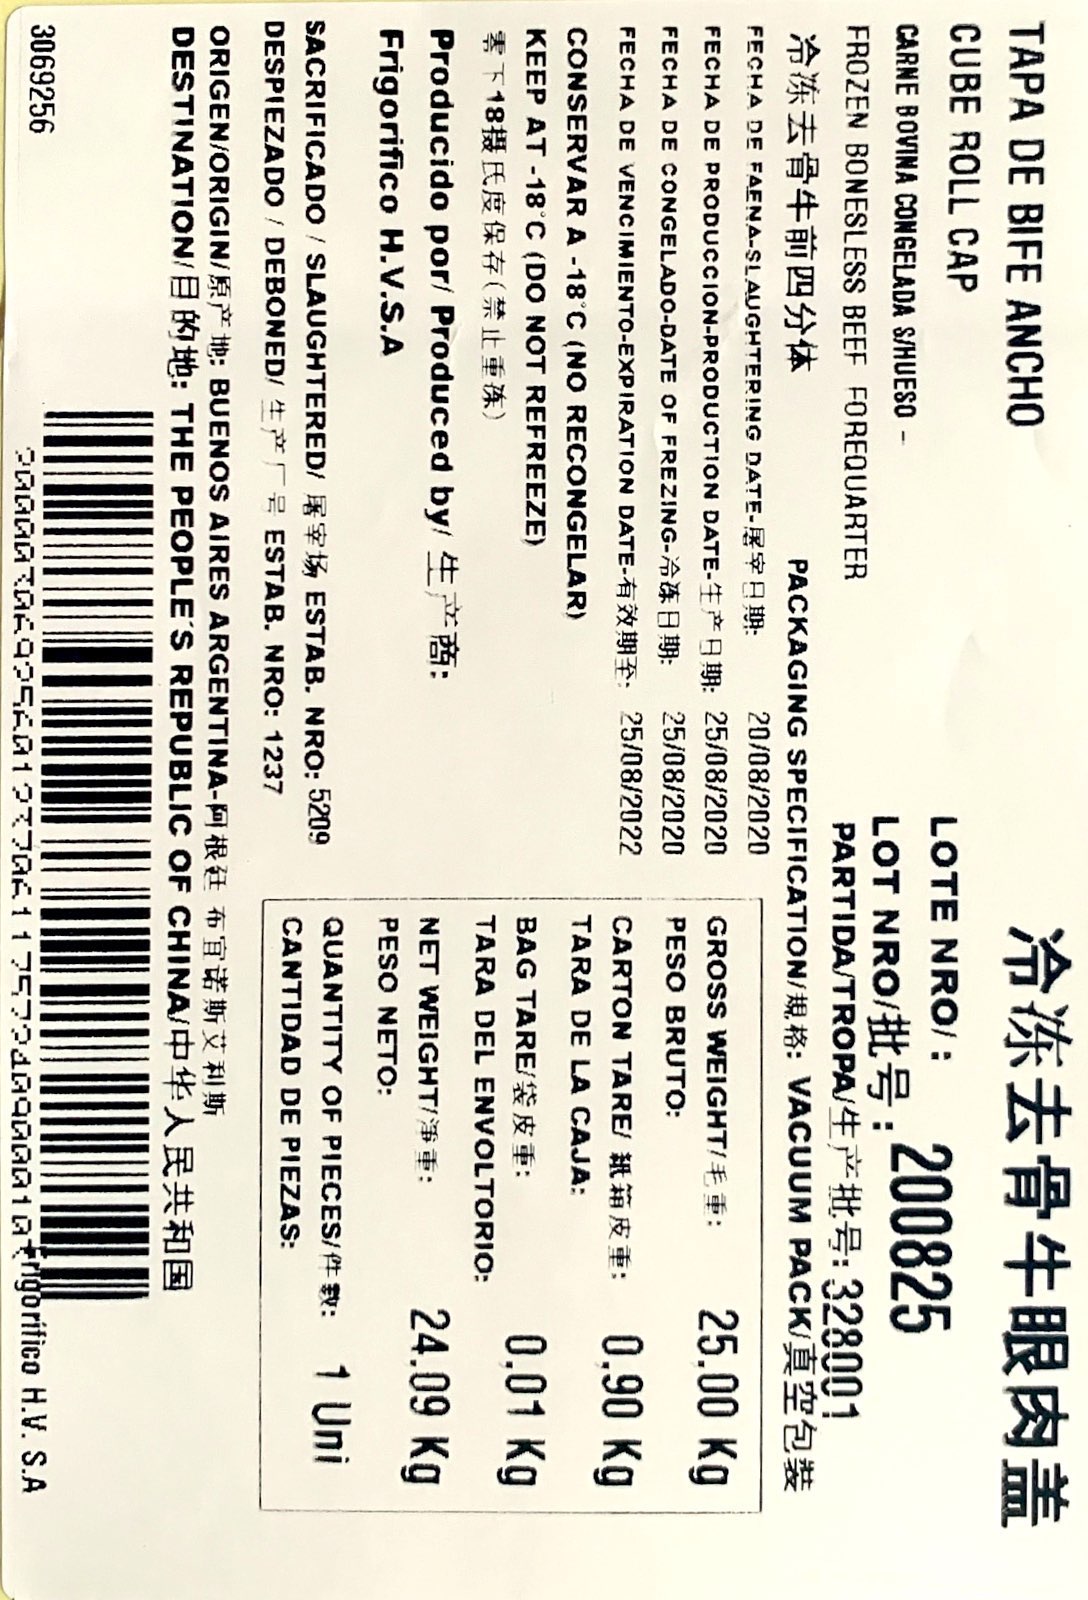 TAPA DE BIFE ANCHO
冷冻去骨牛眼肉盖
CUBE ROLL CAP
CARNE BOVINA CONGELADA S/HUESO -
LOTE NRO/:
FROZEN BONESLESS BEEF FOREQUARTER
LOT NRO/批号: 200825
PARTIDA/TROPA/生产批号: 328001
冷冻去骨牛前四分体
PACKAGING SPECIFICATION/規格: VACUUM PACK/真空包裝
FECHA DE FAENA-SLAUGHTERING DATE-屠宰日期: 20/08/2020
FECHA DE PRODUCCION-PRODUCTION DATE-生产日期: 25/08/2020
FECHA DE CONGELADO-DATE OF FREZING-冷冻日期: 25/08/2020
FECHA DE VENCIMIENTO-EXPIRATION DATE-有效期至: 25/08/2022
CONSERVAR A -18°C (NO RECONGELAR)
KEEP AT -18°C (DO NOT REFREEZE)
零下18摄氏度保存(禁止重冻)
Producido por/ Produced by/ 生产商:
Frigorifico H.V.S.A
GROSS WEIGHT/毛重: 25,00 Kg
PESO BRUTO:
CARTON TARE/ 紙箱皮重: 0,90 Kg
TARA DE LA CAJA:
BAG TARE/袋皮重: 0,01 Kg
TARA DEL ENVOLTORIO:
NET WEIGHT/淨重: 24,09 Kg
PESO NETO:
QUANTITY OF PIECES/件數: 1 Uni
CANTIDAD DE PIEZAS:
SACRIFICADO / SLAUGHTERED/ 屠宰场 ESTAB. NRO: 5209
DESPIEZADO / DEBONED/ 生产厂号 ESTAB. NRO: 1237
ORIGEN/ORIGIN/原产地: BUENOS AIRES ARGENTINA-阿根廷 布宜诺斯艾利斯
DESTINATION/目的地: THE PEOPLE'S REPUBLIC OF CHINA/中华人民共和国
3069256
Frigorifico H.V. S.A